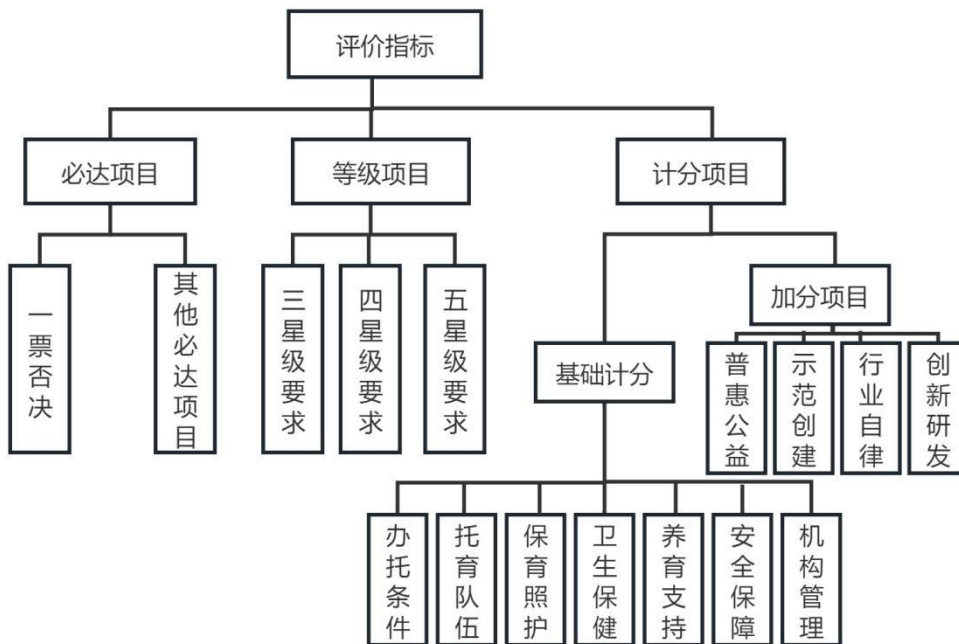 评价指标
必达项目
等级项目
计分项目
一票否决
其他必达项目
三星级要求
四星级要求
五星级要求
加分项目
基础计分
普惠公益
示范创建
行业自律
创新研发
办托条件
托育队伍
保育照护
卫生保健
养育支持
安全保障
机构管理